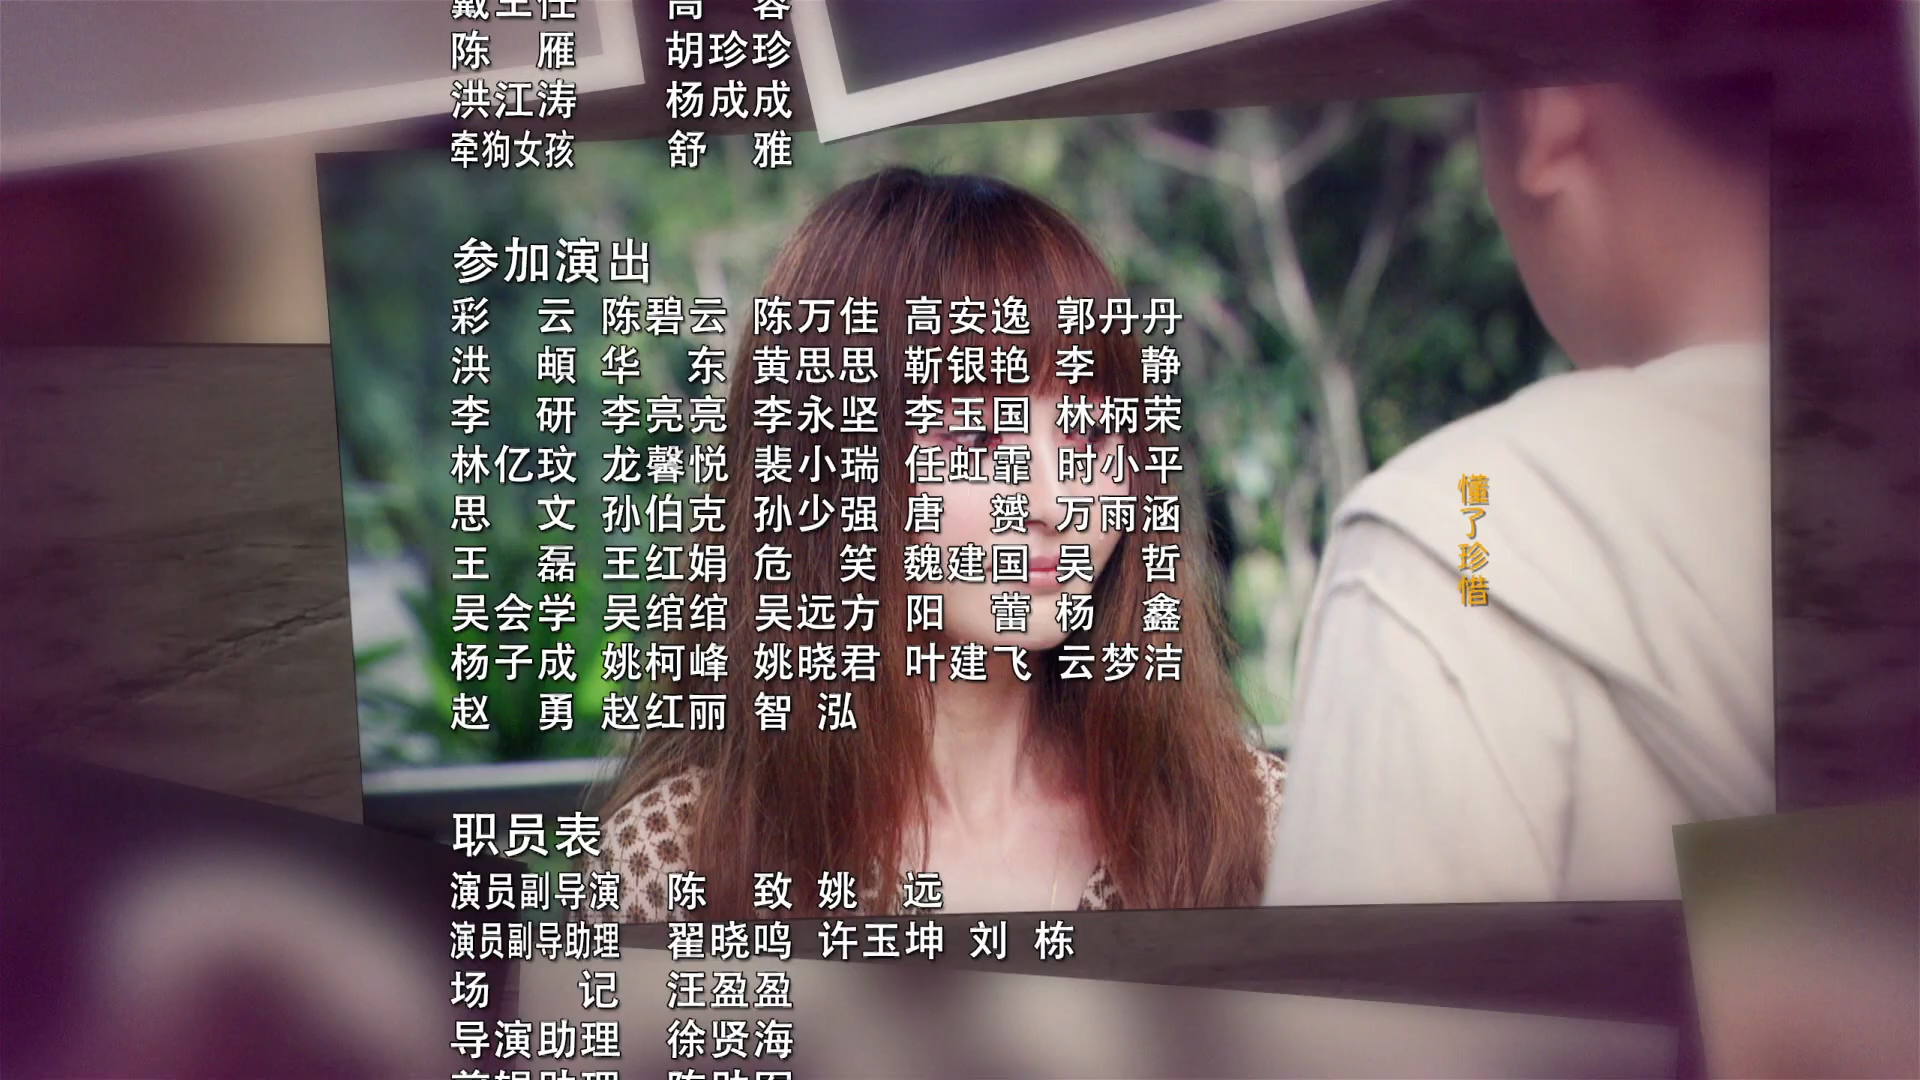 戴主任 高 蓉
陈 雁 胡珍珍
洪江涛 杨成成
牵狗女孩 舒 雅
参加演出
彩 云 陈碧云 陈万佳 高安逸 郭丹丹
洪 頔 华 东 黄思思 靳银艳 李 静
李 研 李亮亮 李永坚 李玉国 林柄荣
林亿玟 龙馨悦 裴小瑞 任虹霏 时小平
思 文 孙伯克 孙少强 唐 赟 万雨涵
王 磊 王红娟 危 笑 魏建国 吴 哲
吴会学 吴绾绾 吴远方 阳 蕾 杨 鑫
杨子成 姚柯峰 姚晓君 叶建飞 云梦洁
赵 勇 赵红丽 智 泓
懂了珍惜
职员表
演员副导演 陈 致 姚 远
演员副导助理 翟晓鸣 许玉坤 刘 栋
场 记 汪盈盈
导演助理 徐贤海